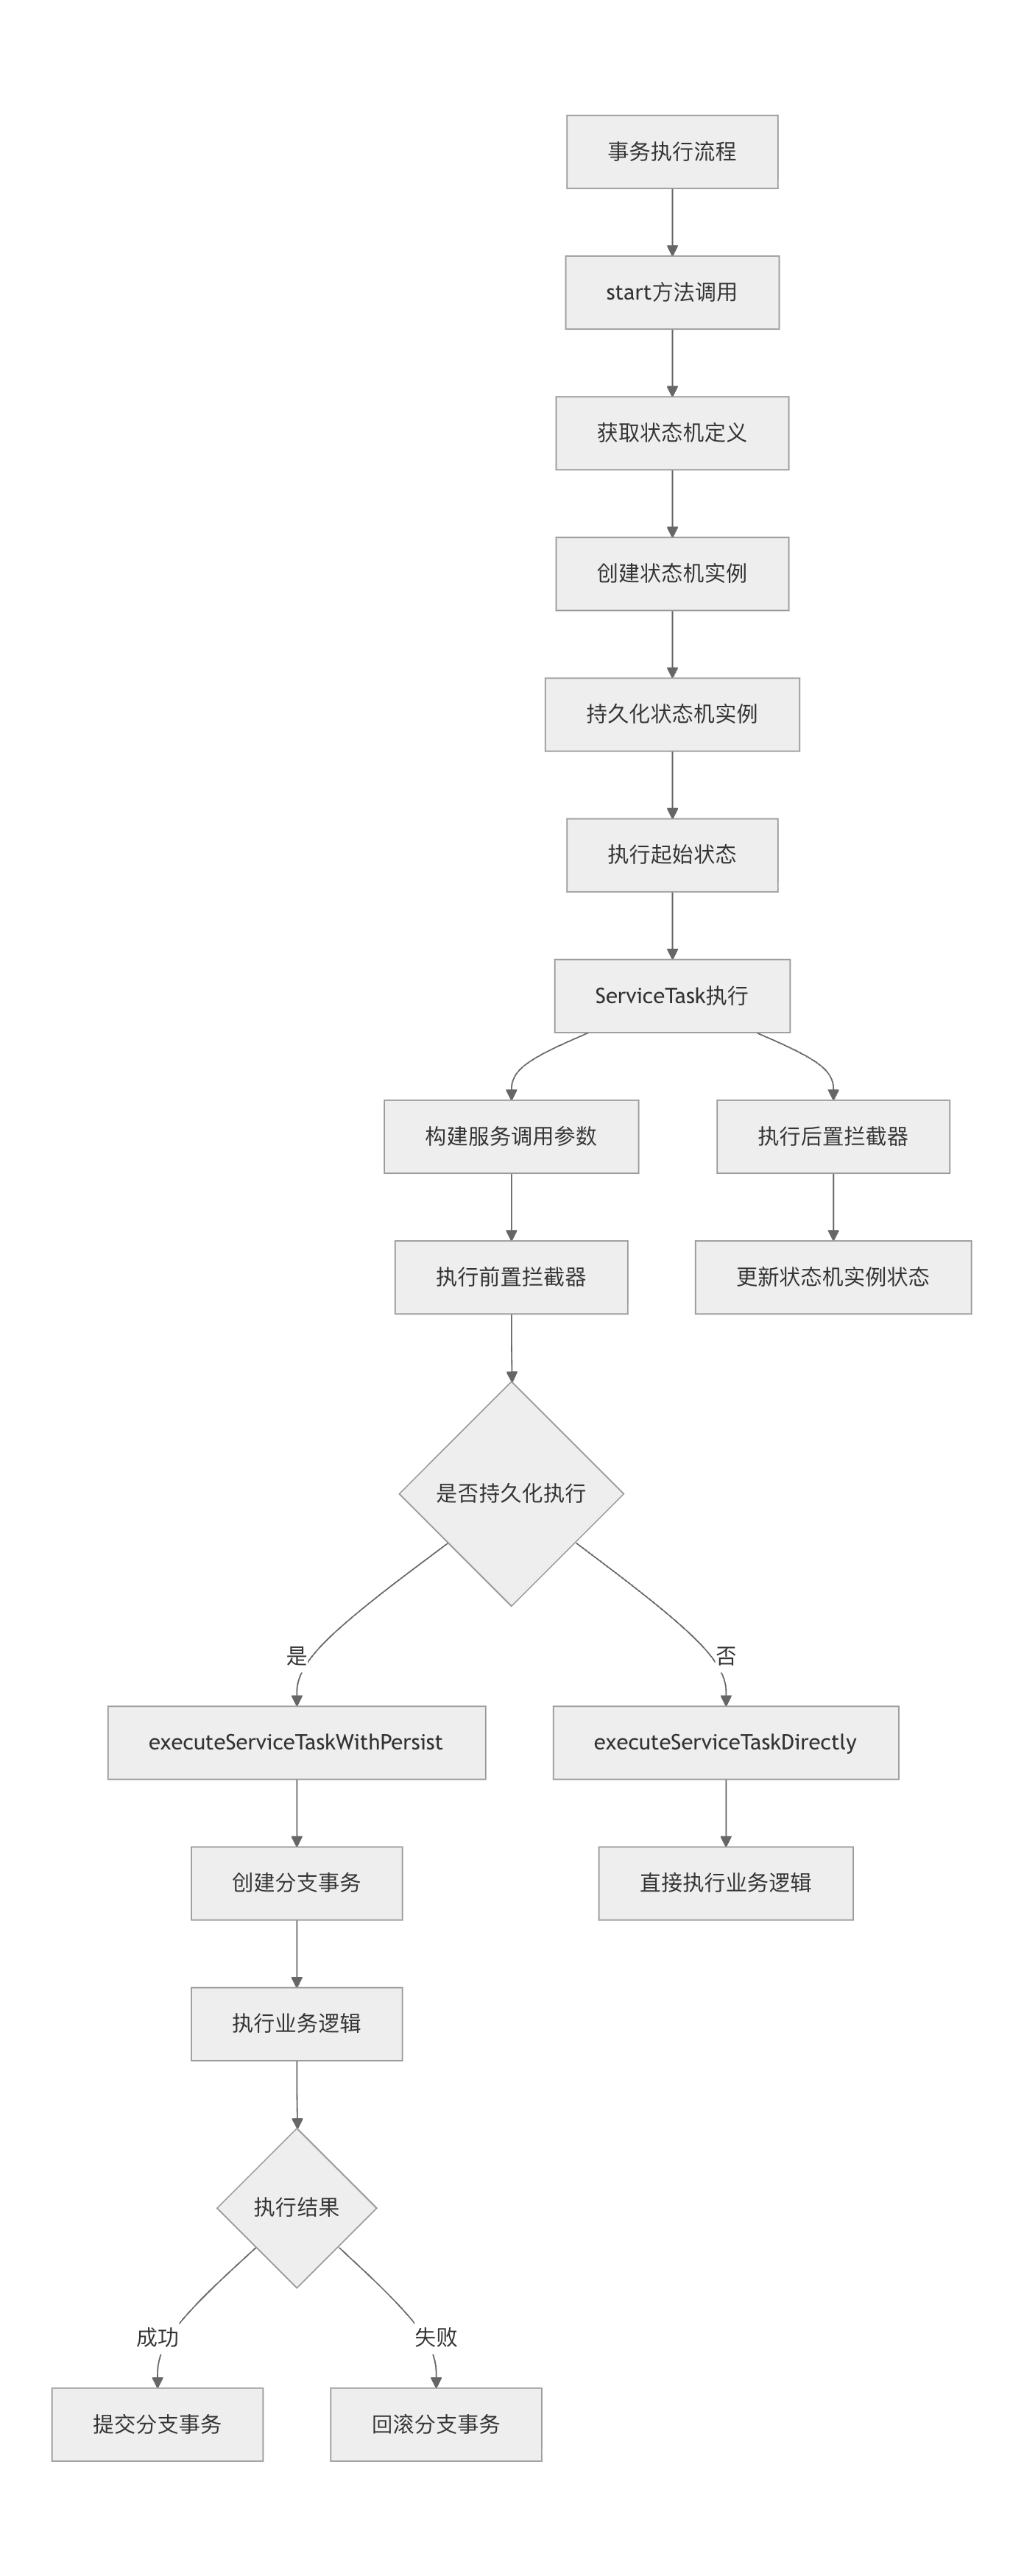 事务执行流程
start方法调用
获取状态机定义
创建状态机实例
持久化状态机实例
执行起始状态
ServiceTask执行
构建服务调用参数
执行后置拦截器
执行前置拦截器
更新状态机实例状态
是否持久化执行
是
否
executeServiceTaskWithPersist
executeServiceTaskDirectly
创建分支事务
直接执行业务逻辑
执行业务逻辑
执行结果
成功
失败
提交分支事务
回滚分支事务